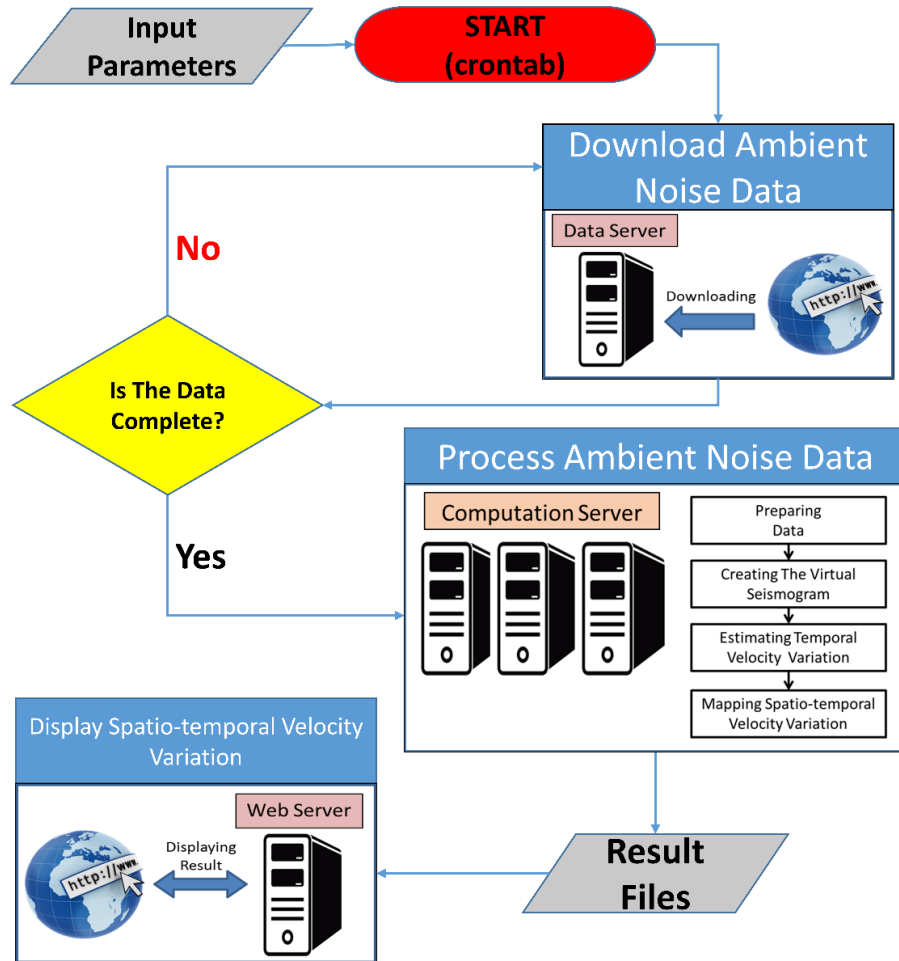 Input
Parameters
START
(crontab)
Download Ambient
Noise Data
Data Server
Downloading
http://www.
No
Is The Data
Complete?
Yes
Process Ambient Noise Data
Computation Server
Preparing
Data
Creating The Virtual
Seismogram
Estimating Temporal
Velocity Variation
Mapping Spatio-temporal
Velocity Variation
Display Spatio-temporal Velocity
Variation
Web Server
Displaying
Result
http://www.
Result
Files